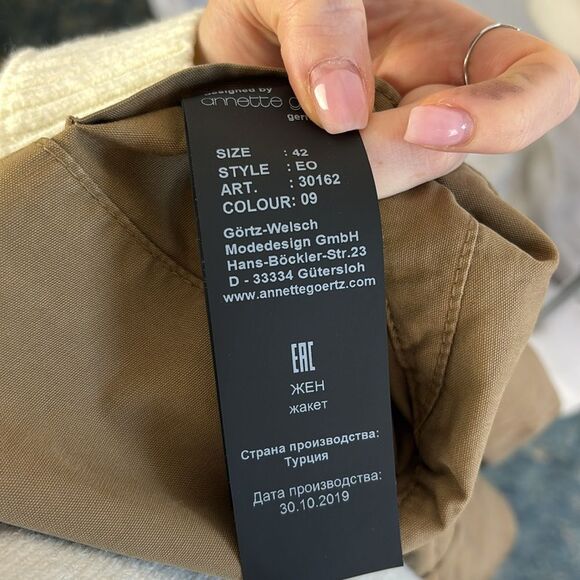 designed by
annette
SIZE : 42
STYLE : EO
ART. : 30162
COLOUR: 09
Görtz-Welsch
Modedesign GmbH
Hans-Böckler-Str.23
D - 33334 Gütersloh
www.annettegoertz.com
EAC
ЖЕН
жакет
Страна производства:
Турция
Дата производства:
30.10.2019